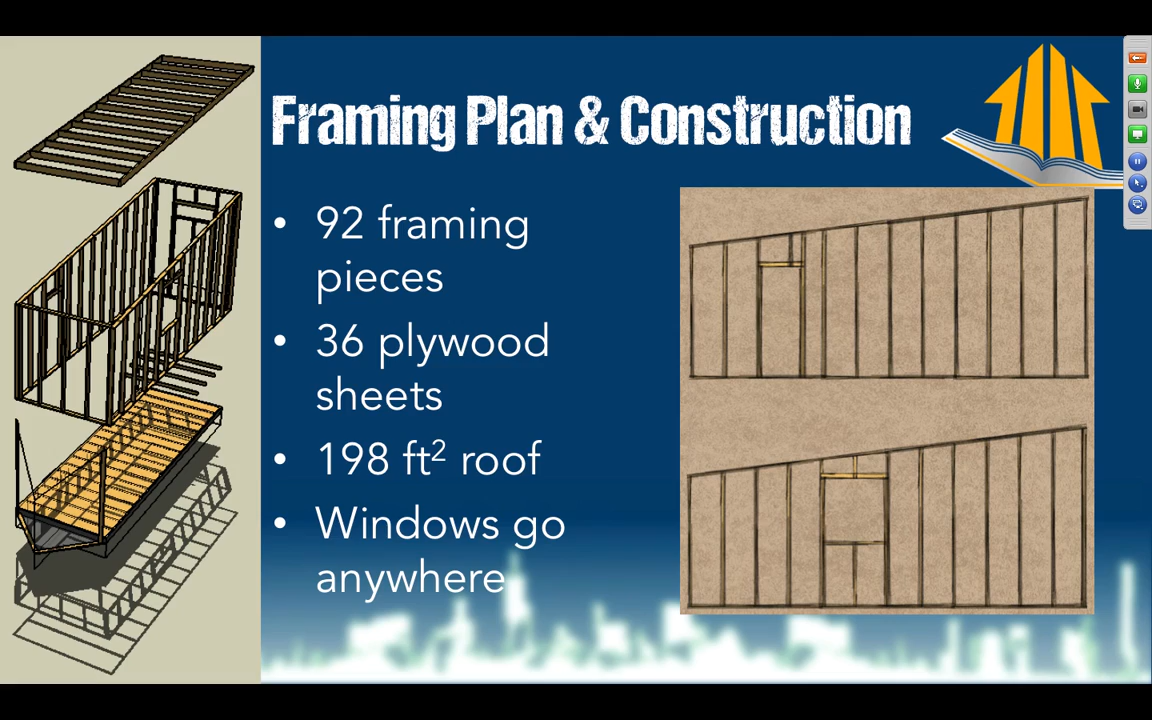 Framing Plan & Construction
• 92 framing
pieces
• 36 plywood
sheets
• 198 ft² roof
• Windows go
anywhere